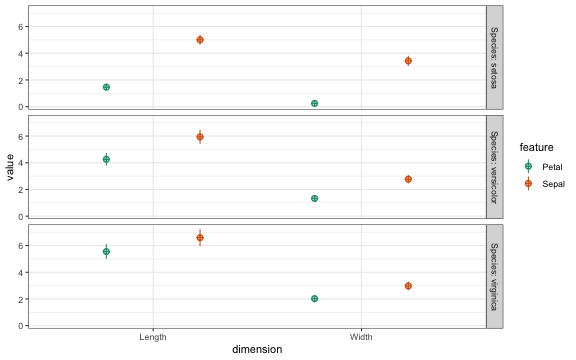 6
4
2
0
Species: setosa
6
4
2
0
Species: versicolor
6
4
2
0
Species: virginica
value
Length
Width
dimension
feature
Petal
Sepal